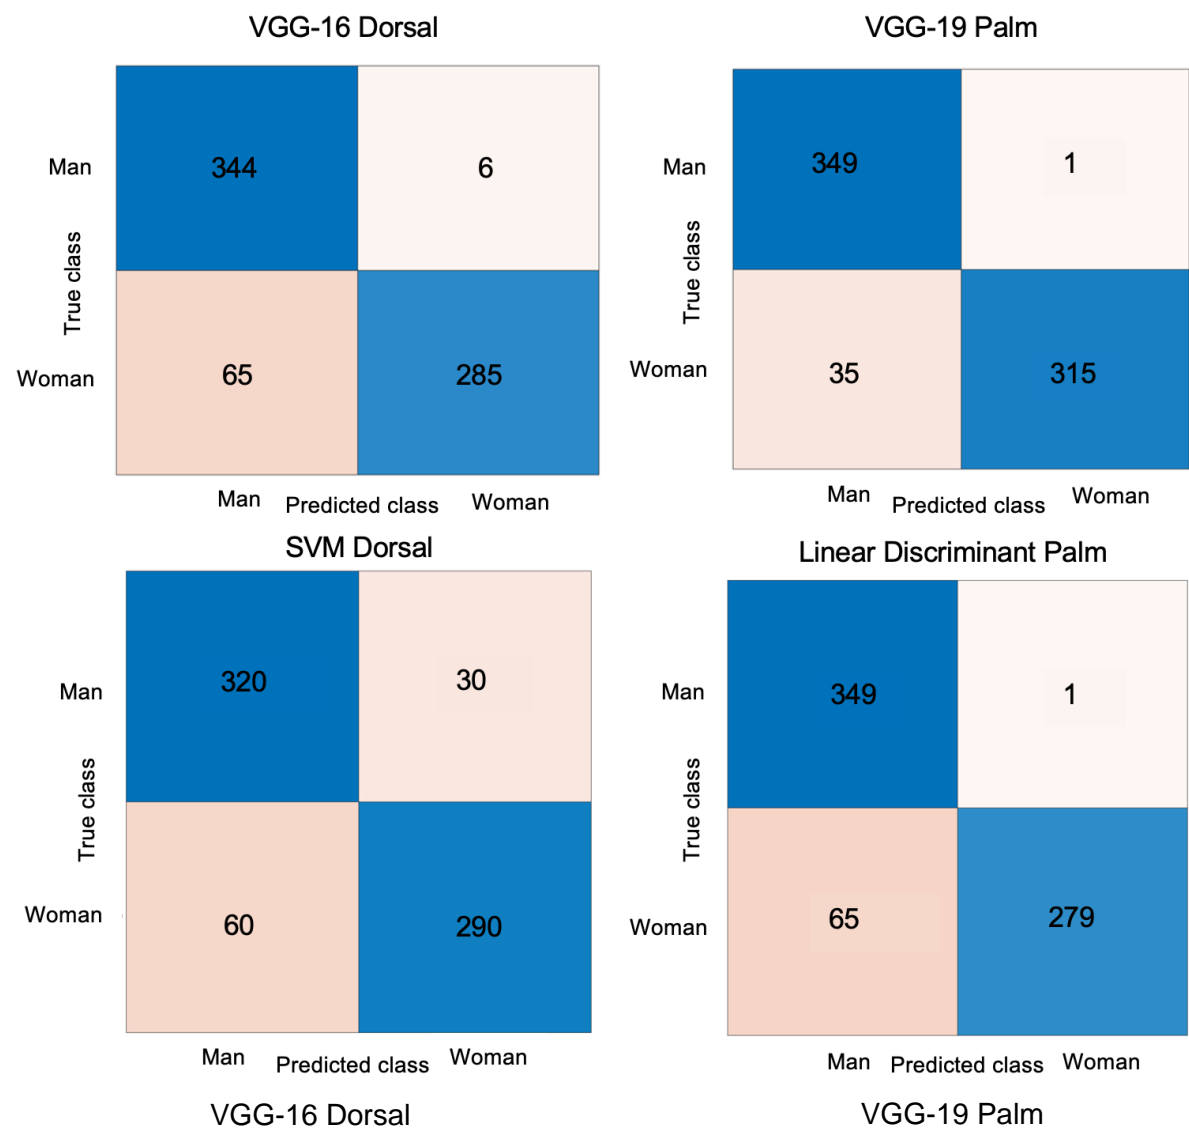 VGG-16 Dorsal
Man
344
6
True class
Woman
65
285
Man
Predicted class
Woman
VGG-19 Palm
Man
349
1
True class
Woman
35
315
Man
Predicted class
Woman
SVM Dorsal
Man
320
30
True class
Woman
60
290
Man
Predicted class
Woman
VGG-16 Dorsal
Linear Discriminant Palm
Man
349
1
True class
Woman
65
279
Man
Predicted class
Woman
VGG-19 Palm